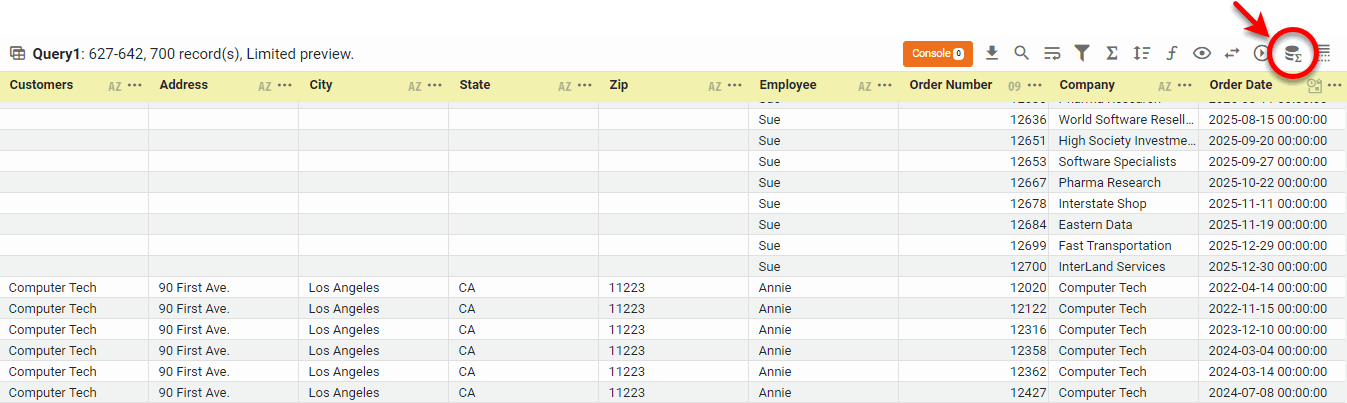 Query1: 627-642, 700 record(s), Limited preview.
Console 0
Customers AZ Address AZ City AZ State AZ Zip AZ Employee AZ Order Number 09 Company AZ Order Date
Sue
Sue 12636 World Software Resell... 2025-08-15 00:00:00
Sue 12651 High Society Investme... 2025-09-20 00:00:00
Sue 12653 Software Specialists 2025-09-27 00:00:00
Sue 12667 Pharma Research 2025-10-22 00:00:00
Sue 12678 Interstate Shop 2025-11-11 00:00:00
Sue 12684 Eastern Data 2025-11-19 00:00:00
Sue 12699 Fast Transportation 2025-12-29 00:00:00
Sue 12700 InterLand Services 2025-12-30 00:00:00
Computer Tech 90 First Ave. Los Angeles CA 11223 Annie 12020 Computer Tech 2022-04-14 00:00:00
Computer Tech 90 First Ave. Los Angeles CA 11223 Annie 12122 Computer Tech 2022-11-15 00:00:00
Computer Tech 90 First Ave. Los Angeles CA 11223 Annie 12316 Computer Tech 2023-12-10 00:00:00
Computer Tech 90 First Ave. Los Angeles CA 11223 Annie 12358 Computer Tech 2024-03-04 00:00:00
Computer Tech 90 First Ave. Los Angeles CA 11223 Annie 12362 Computer Tech 2024-03-14 00:00:00
Computer Tech 90 First Ave. Los Angeles CA 11223 Annie 12427 Computer Tech 2024-07-08 00:00:00